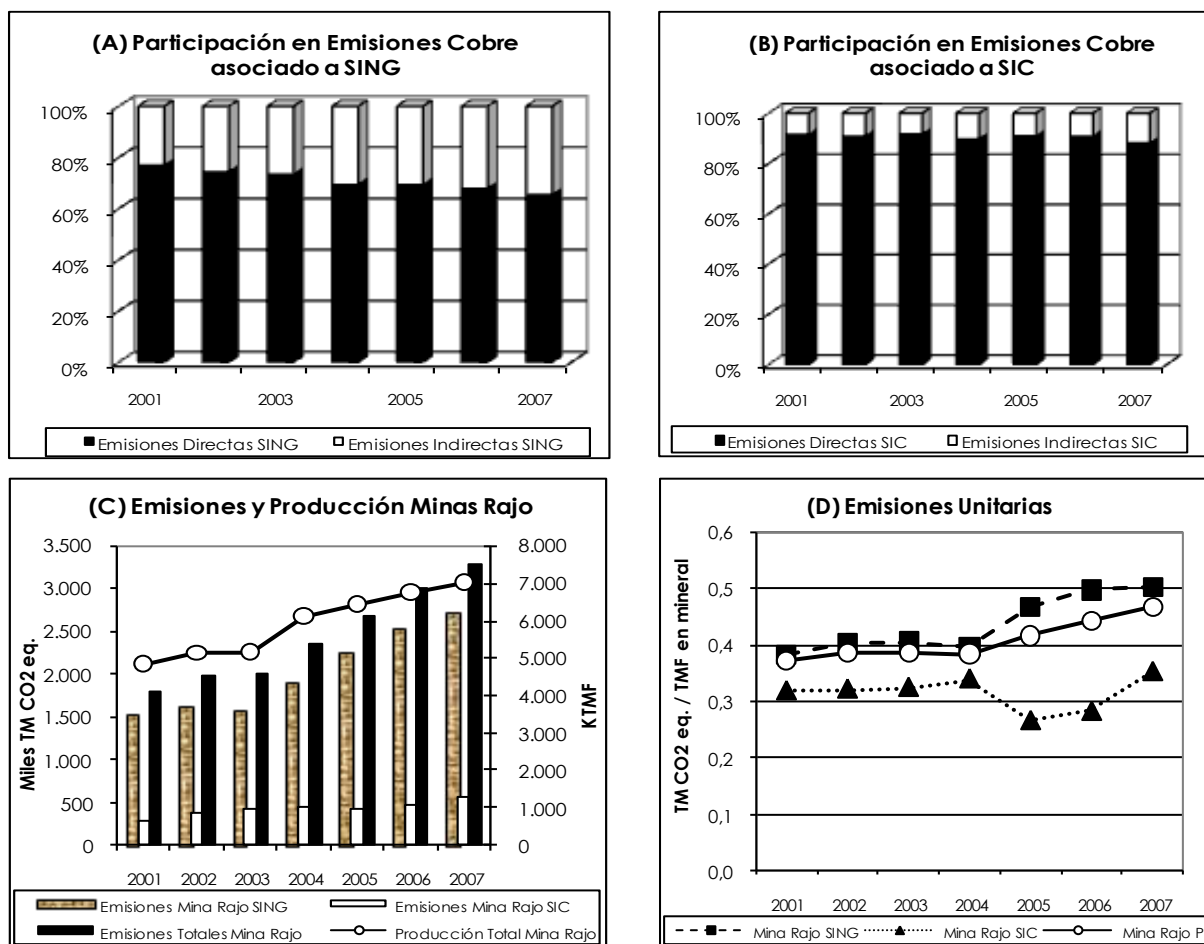 (A) Participación en Emisiones Cobre
asociado a SING
100%
80%
60%
40%
20%
0%
2001
2003
2005
2007
Emisiones Directas SING
Emisiones Indirectas SING
(B) Participación en Emisiones Cobre
asociado a SIC
100%
80%
60%
40%
20%
0%
2001
2003
2005
2007
Emisiones Directas SIC
Emisiones Indirectas SIC
(C) Emisiones y Producción Minas Rajo
Miles TM CO2 eq.
3.500
3.000
2.500
2.000
1.500
1.000
500
0
KTMF
8.000
7.000
6.000
5.000
4.000
3.000
2.000
1.000
0
2001
2002
2003
2004
2005
2006
2007
Emisiones Mina Rajo SING
Emisiones Mina Rajo SIC
Emisiones Totales Mina Rajo
Producción Total Mina Rajo
(D) Emisiones Unitarias
TM CO2 eq. / TMF en mineral
0,6
0,5
0,4
0,3
0,2
0,1
0,0
2001
2002
2003
2004
2005
2006
2007
Mina Rajo SING
Mina Rajo SIC
Mina Rajo